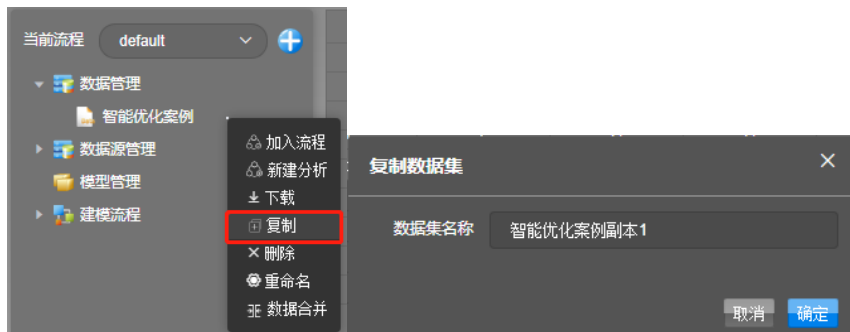 当前流程 default
数据管理
智能优化案例
数据源管理
模型管理
建模流程
加入流程
新建分析
下载
复制
删除
重命名
数据合并
复制数据集
数据集名称 智能优化案例副本1
取消 确定